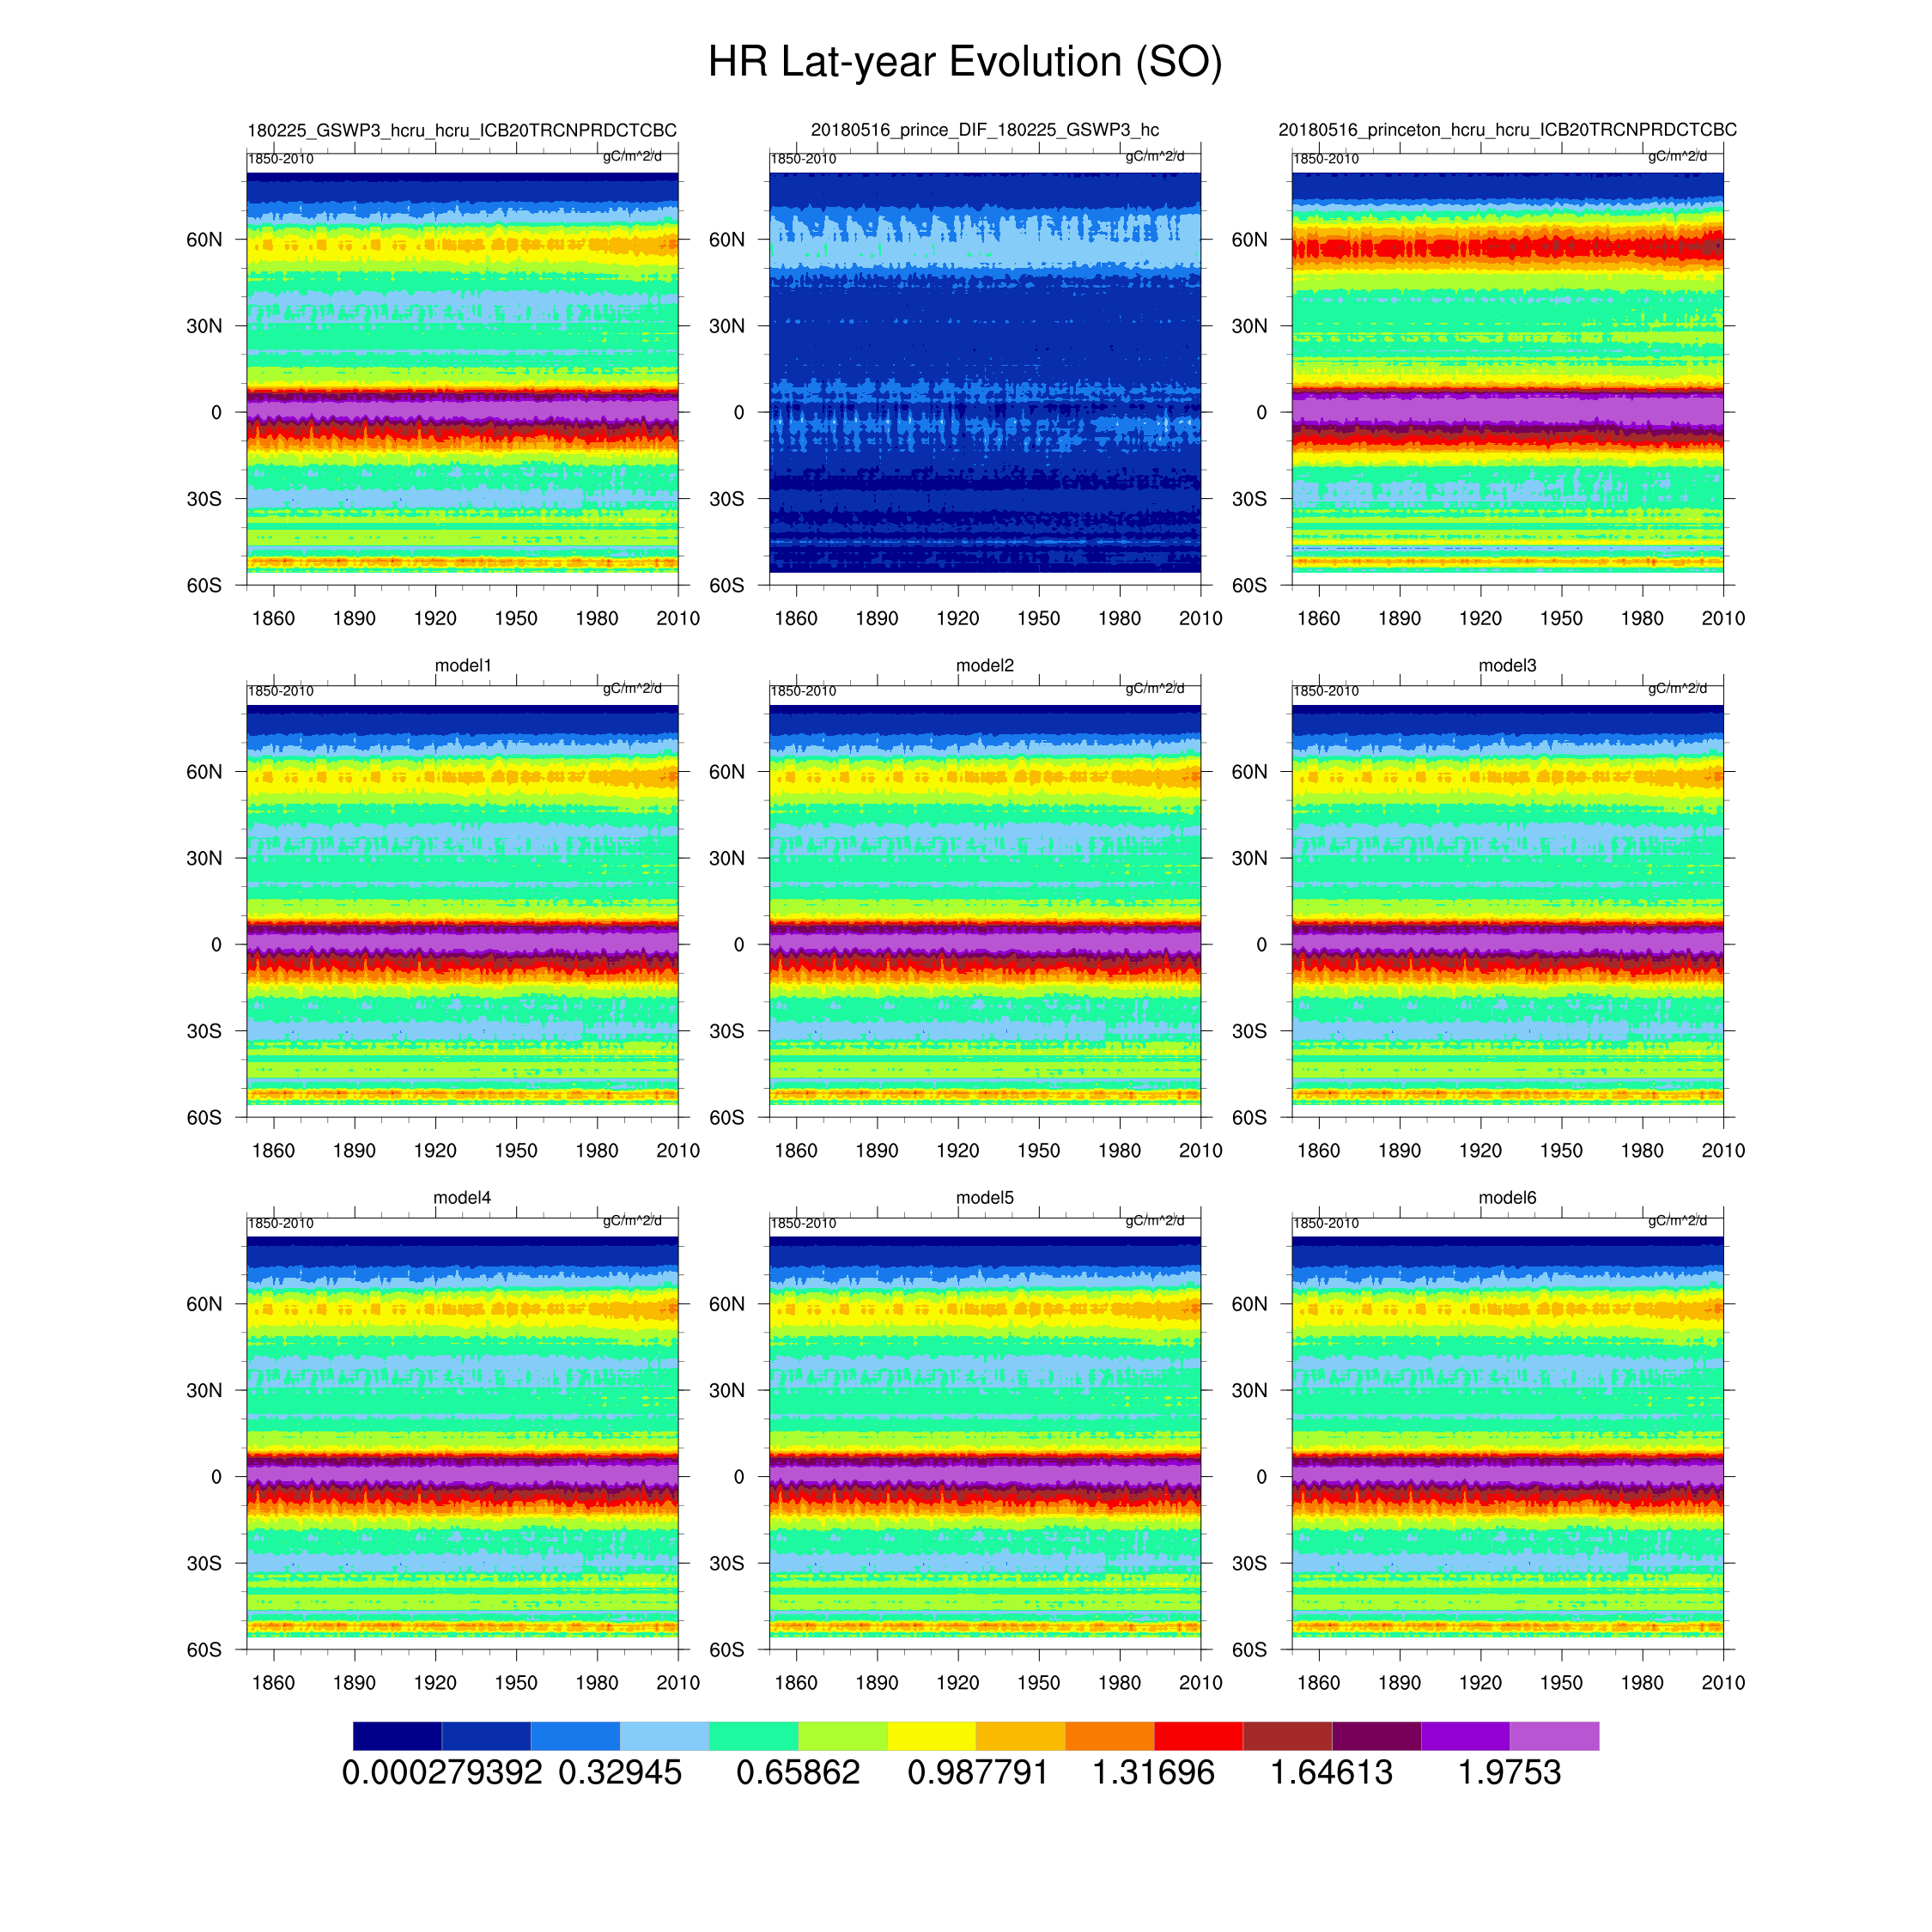 HR Lat-year Evolution (SO)
180225_GSWP3_hcru_hcru_ICB20TRCNPRDCTCBC
20180516_prince_DIF_180225_GSWP3_hc
20180516_princeton_hcru_hcru_ICB20TRCNPRDCTCBC
1850-2010 gC/m^2/d
1850-2010 gC/m^2/d
1850-2010 gC/m^2/d
60N 60N 60N
30N 30N 30N
0 0 0
30S 30S 30S
60S 60S 60S
1860 1890 1920 1950 1980 2010
1860 1890 1920 1950 1980 2010
1860 1890 1920 1950 1980 2010
model1
model2
model3
1850-2010 gC/m^2/d
1850-2010 gC/m^2/d
1850-2010 gC/m^2/d
60N 60N 60N
30N 30N 30N
0 0 0
30S 30S 30S
60S 60S 60S
1860 1890 1920 1950 1980 2010
1860 1890 1920 1950 1980 2010
1860 1890 1920 1950 1980 2010
model4
model5
model6
1850-2010 gC/m^2/d
1850-2010 gC/m^2/d
1850-2010 gC/m^2/d
60N 60N 60N
30N 30N 30N
0 0 0
30S 30S 30S
60S 60S 60S
1860 1890 1920 1950 1980 2010
1860 1890 1920 1950 1980 2010
1860 1890 1920 1950 1980 2010
0.000279392 0.32945 0.65862 0.987791 1.31696 1.64613 1.9753